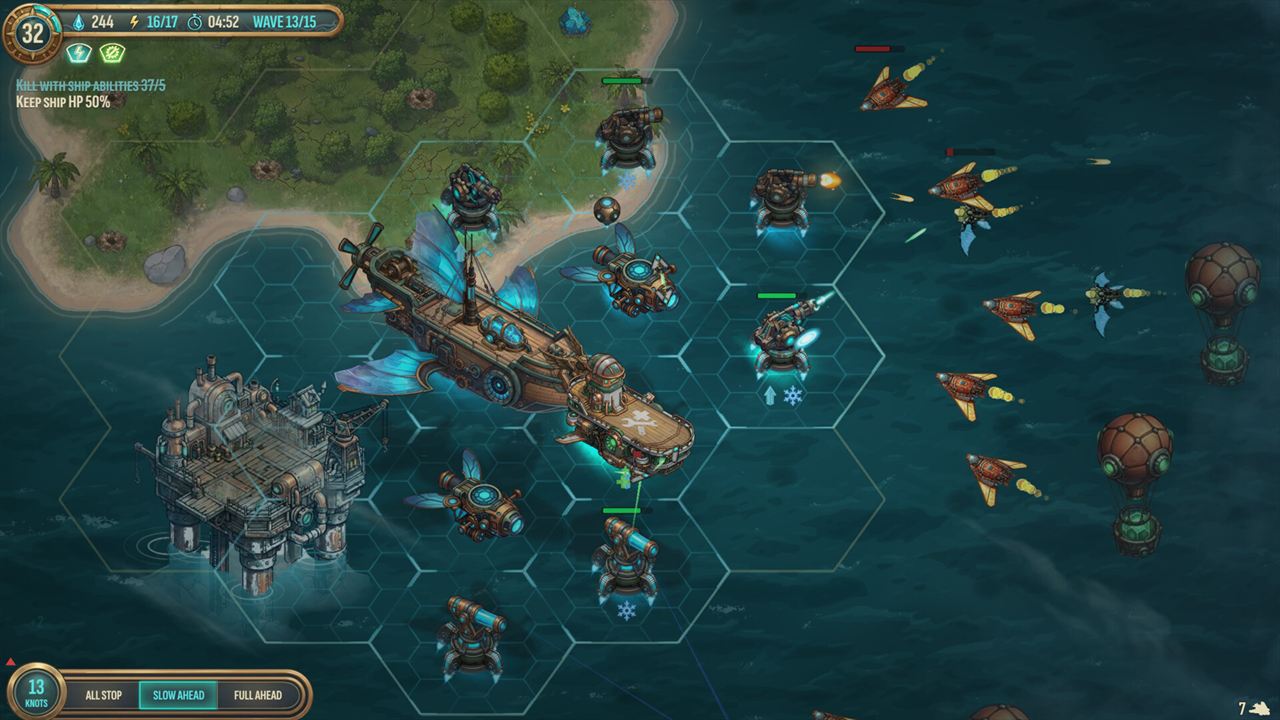 32 244 16/17 04:52 WAVE 13/15
KILL WITH SHIP ABILITIES 37/5
KEEP SHIP HP 50%
13 KNOTS ALL STOP SLOW AHEAD FULL AHEAD
7